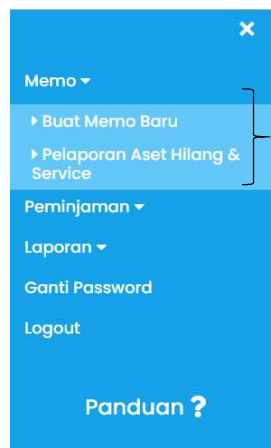 Memo
Buat Memo Baru
Pelaporan Aset Hilang &
Service
Peminjaman
Laporan
Ganti Password
Logout
Panduan ?